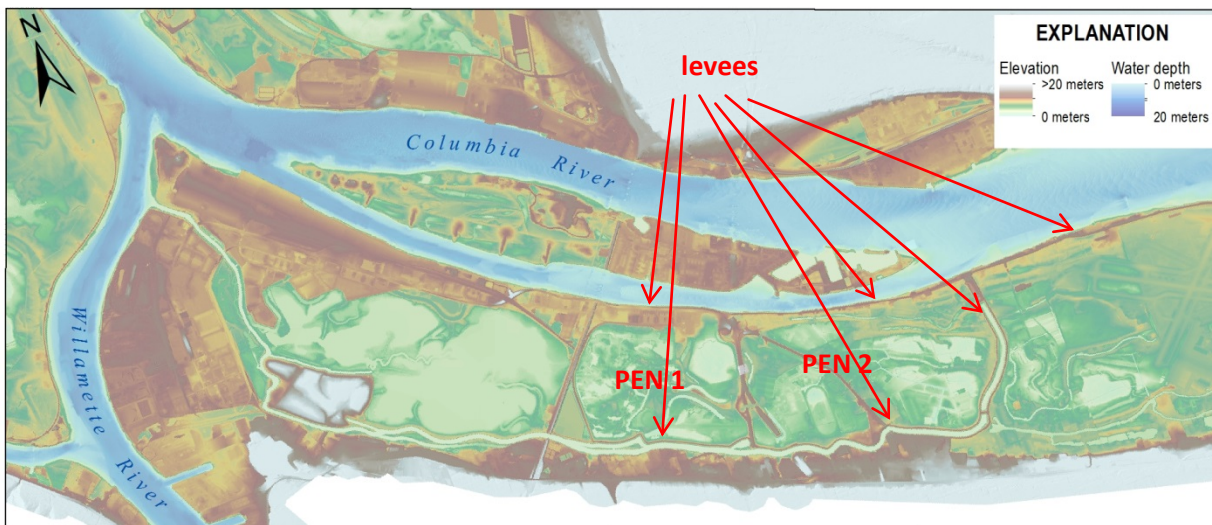 N
EXPLANATION
Elevation
Water depth
>20 meters
0 meters
0 meters
20 meters
levees
Columbia River
PEN 1
PEN 2
Willamette
River